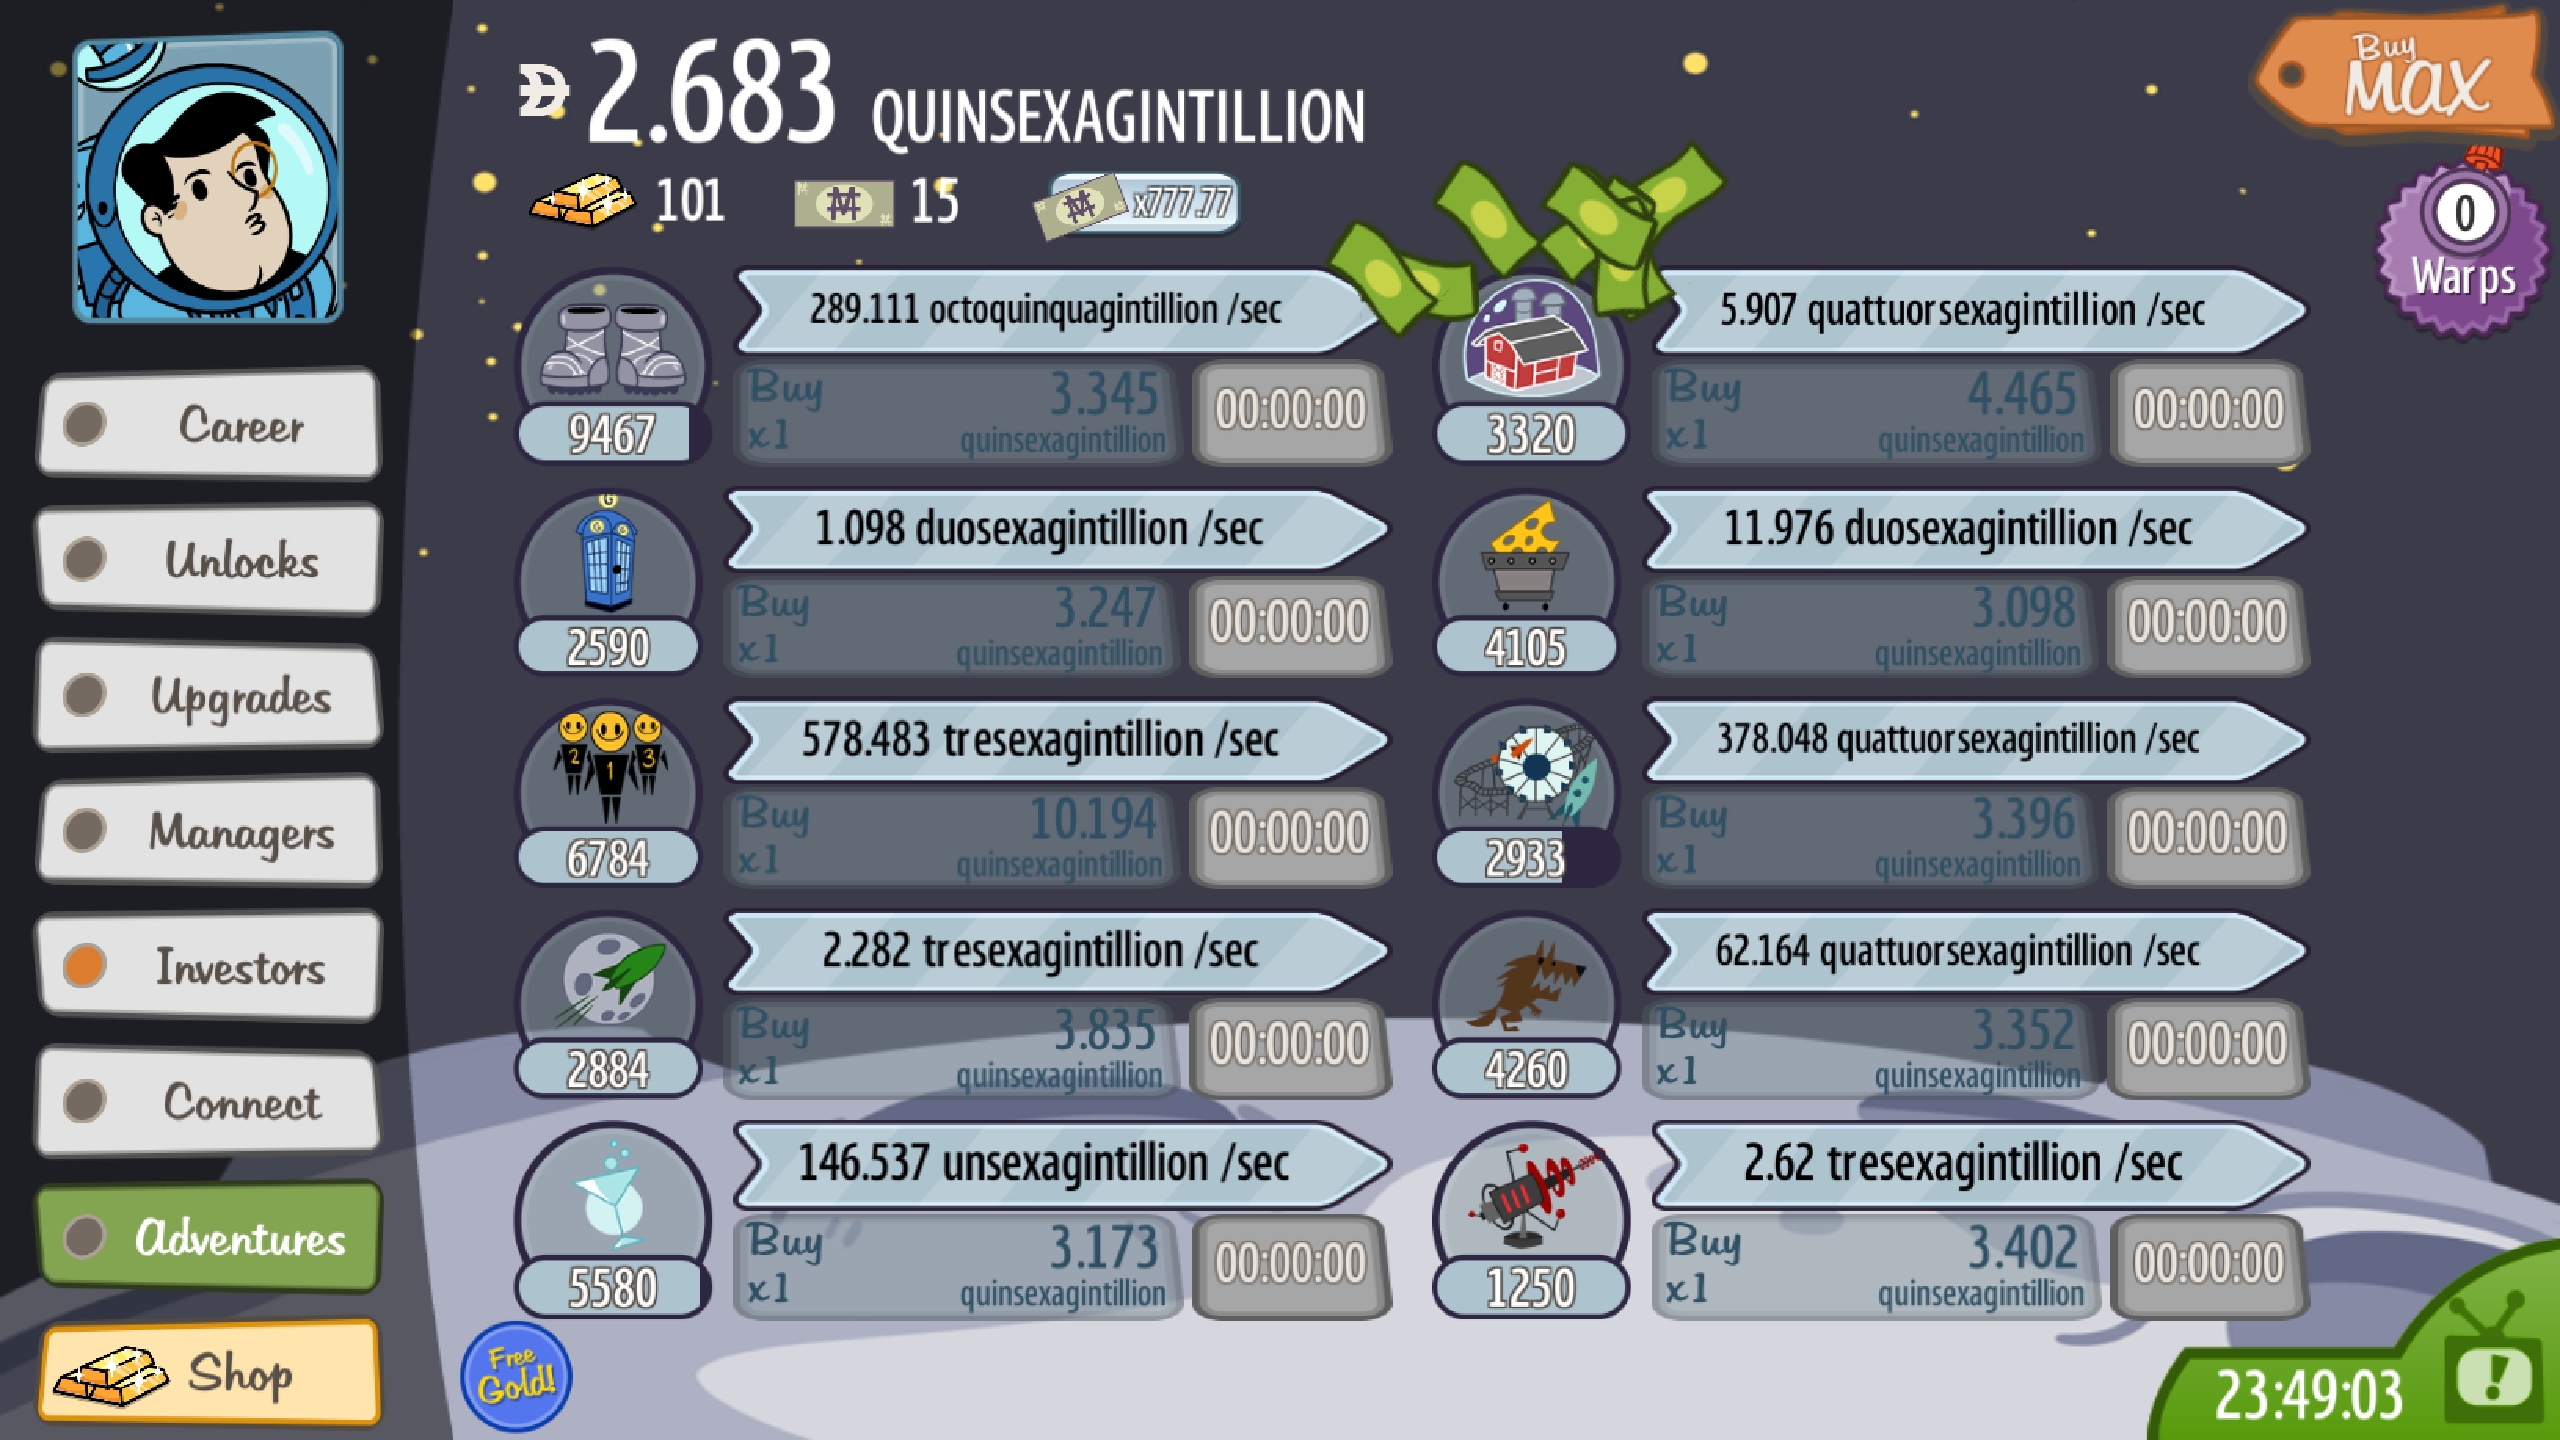 2.683 QUINSEXAGINTILLION
Buy
MAX
101 15 x777.77
0
Warps
289.111 octoquinquagintillion /sec
Buy 3.345
x1 quinsexagintillion
00:00:00
9467
5.907 quattuorsexagintillion /sec
Buy 4.465
x1 quinsexagintillion
00:00:00
3320
G
1.098 duosexagintillion /sec
Buy 3.247
x1 quinsexagintillion
00:00:00
2590
11.976 duosexagintillion /sec
Buy 3.098
x1 quinsexagintillion
00:00:00
4105
2 1 3
578.483 tresexagintillion /sec
Buy 10.194
x1 quinsexagintillion
00:00:00
6784
378.048 quattuorsexagintillion /sec
Buy 3.396
x1 quinsexagintillion
00:00:00
2933
2.282 tresexagintillion /sec
Buy 3.835
x1 quinsexagintillion
00:00:00
2884
62.164 quattuorsexagintillion /sec
Buy 3.352
x1 quinsexagintillion
00:00:00
4260
146.537 unsexagintillion /sec
Buy 3.173
x1 quinsexagintillion
00:00:00
5580
2.62 tresexagintillion /sec
Buy 3.402
x1 quinsexagintillion
00:00:00
1250
Career
Unlocks
Upgrades
Managers
Investors
Connect
Adventures
Shop
Free
Gold!
23:49:03
!